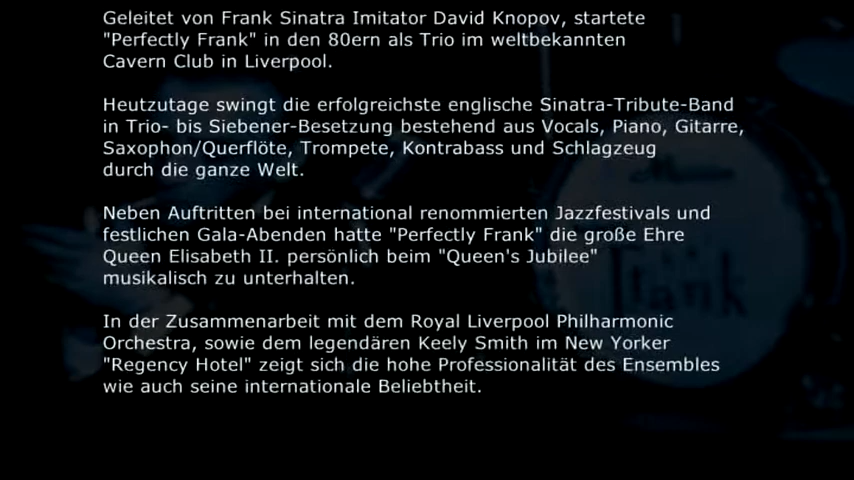 Geleitet von Frank Sinatra Imitator David Knopov, startete
"Perfectly Frank" in den 80ern als Trio im weltbekannten
Cavern Club in Liverpool.
Heutzutage swingt die erfolgreichste englische Sinatra-Tribute-Band
in Trio- bis Siebener-Besetzung bestehend aus Vocals, Piano, Gitarre,
Saxophon/Querflöte, Trompete, Kontrabass und Schlagzeug
durch die ganze Welt.
Neben Auftritten bei international renommierten Jazzfestivals und
festlichen Gala-Abenden hatte "Perfectly Frank" die große Ehre
Queen Elisabeth II. persönlich beim "Queen's Jubilee"
musikalisch zu unterhalten.
In der Zusammenarbeit mit dem Royal Liverpool Philharmonic
Orchestra, sowie dem legendären Keely Smith im New Yorker
"Regency Hotel" zeigt sich die hohe Professionalität des Ensembles
wie auch seine internationale Beliebtheit.
Frank